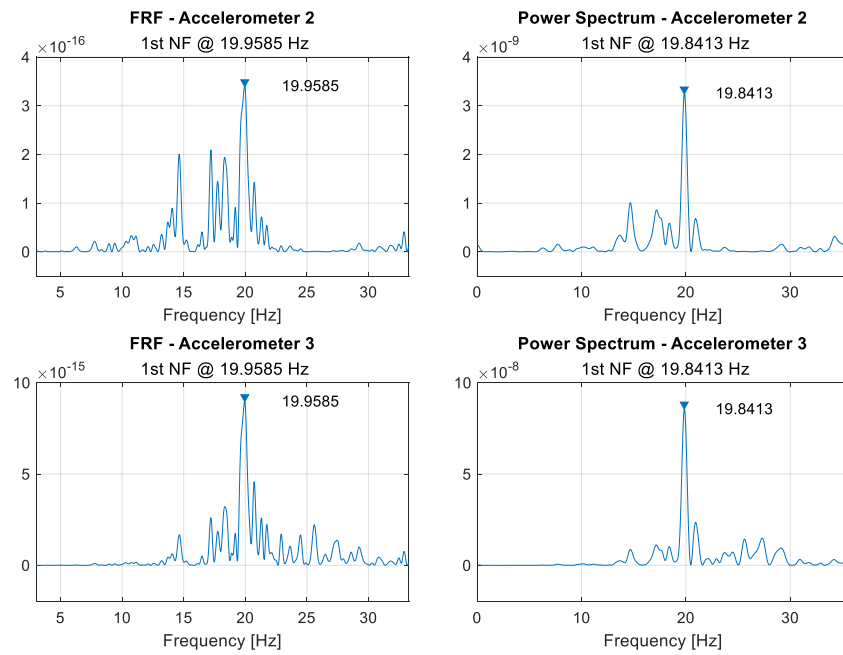 FRF - Accelerometer 2
1st NF @ 19.9585 Hz
×10-16
19.9585
4
3
2
1
0
5 10 15 20 25 30
Frequency [Hz]
Power Spectrum - Accelerometer 2
1st NF @ 19.8413 Hz
×10-9
19.8413
4
3
2
1
0
0 10 20 30
Frequency [Hz]
FRF - Accelerometer 3
1st NF @ 19.9585 Hz
×10-15
19.9585
10
5
0
5 10 15 20 25 30
Frequency [Hz]
Power Spectrum - Accelerometer 3
1st NF @ 19.8413 Hz
×10-8
19.8413
10
5
0
0 10 20 30
Frequency [Hz]